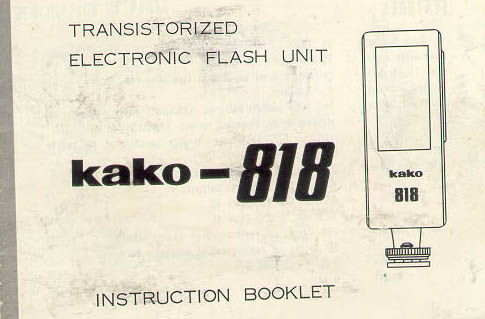 TRANSISTORIZED
ELECTRONIC FLASH UNIT
kako-818
kako
818
INSTRUCTION BOOKLET